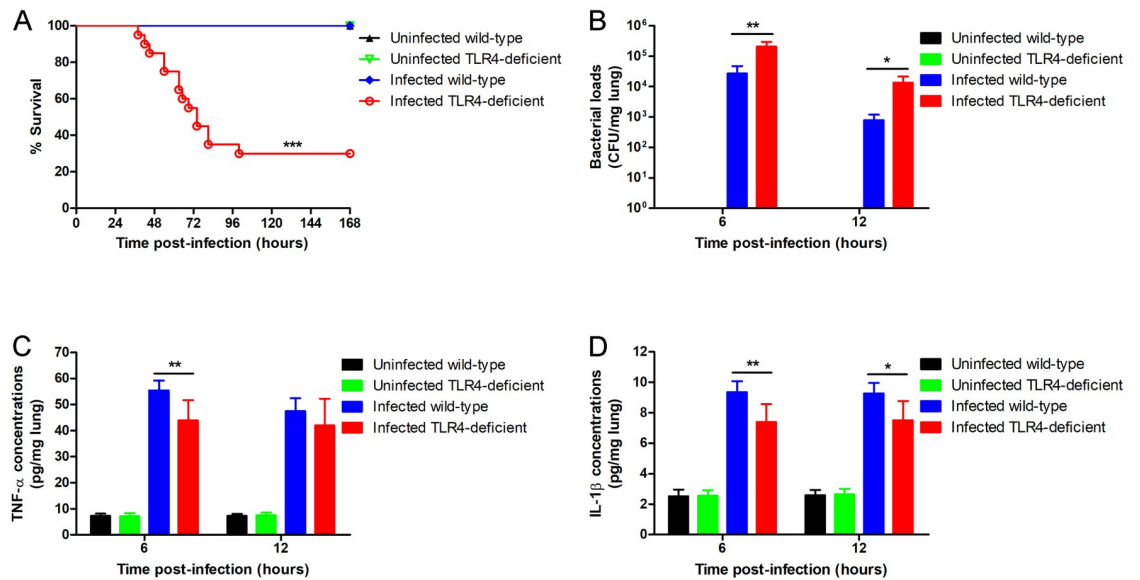 A
% Survival
100
80
60
40
20
0
0 24 48 72 96 120 144 168
Time post-infection (hours)
***
Uninfected wild-type
Uninfected TLR4-deficient
Infected wild-type
Infected TLR4-deficient
B
Bacterial loads
(CFU/mg lung)
10⁶
10⁵
10⁴
10³
10²
10¹
10⁰
**
*
6 12
Time post-infection (hours)
Uninfected wild-type
Uninfected TLR4-deficient
Infected wild-type
Infected TLR4-deficient
C
TNF-α concentrations
(pg/mg lung)
70
60
50
40
30
20
10
0
**
6 12
Time post-infection (hours)
Uninfected wild-type
Uninfected TLR4-deficient
Infected wild-type
Infected TLR4-deficient
D
IL-1β concentrations
(pg/mg lung)
12
10
8
6
4
2
0
**
*
6 12
Time post-infection (hours)
Uninfected wild-type
Uninfected TLR4-deficient
Infected wild-type
Infected TLR4-deficient